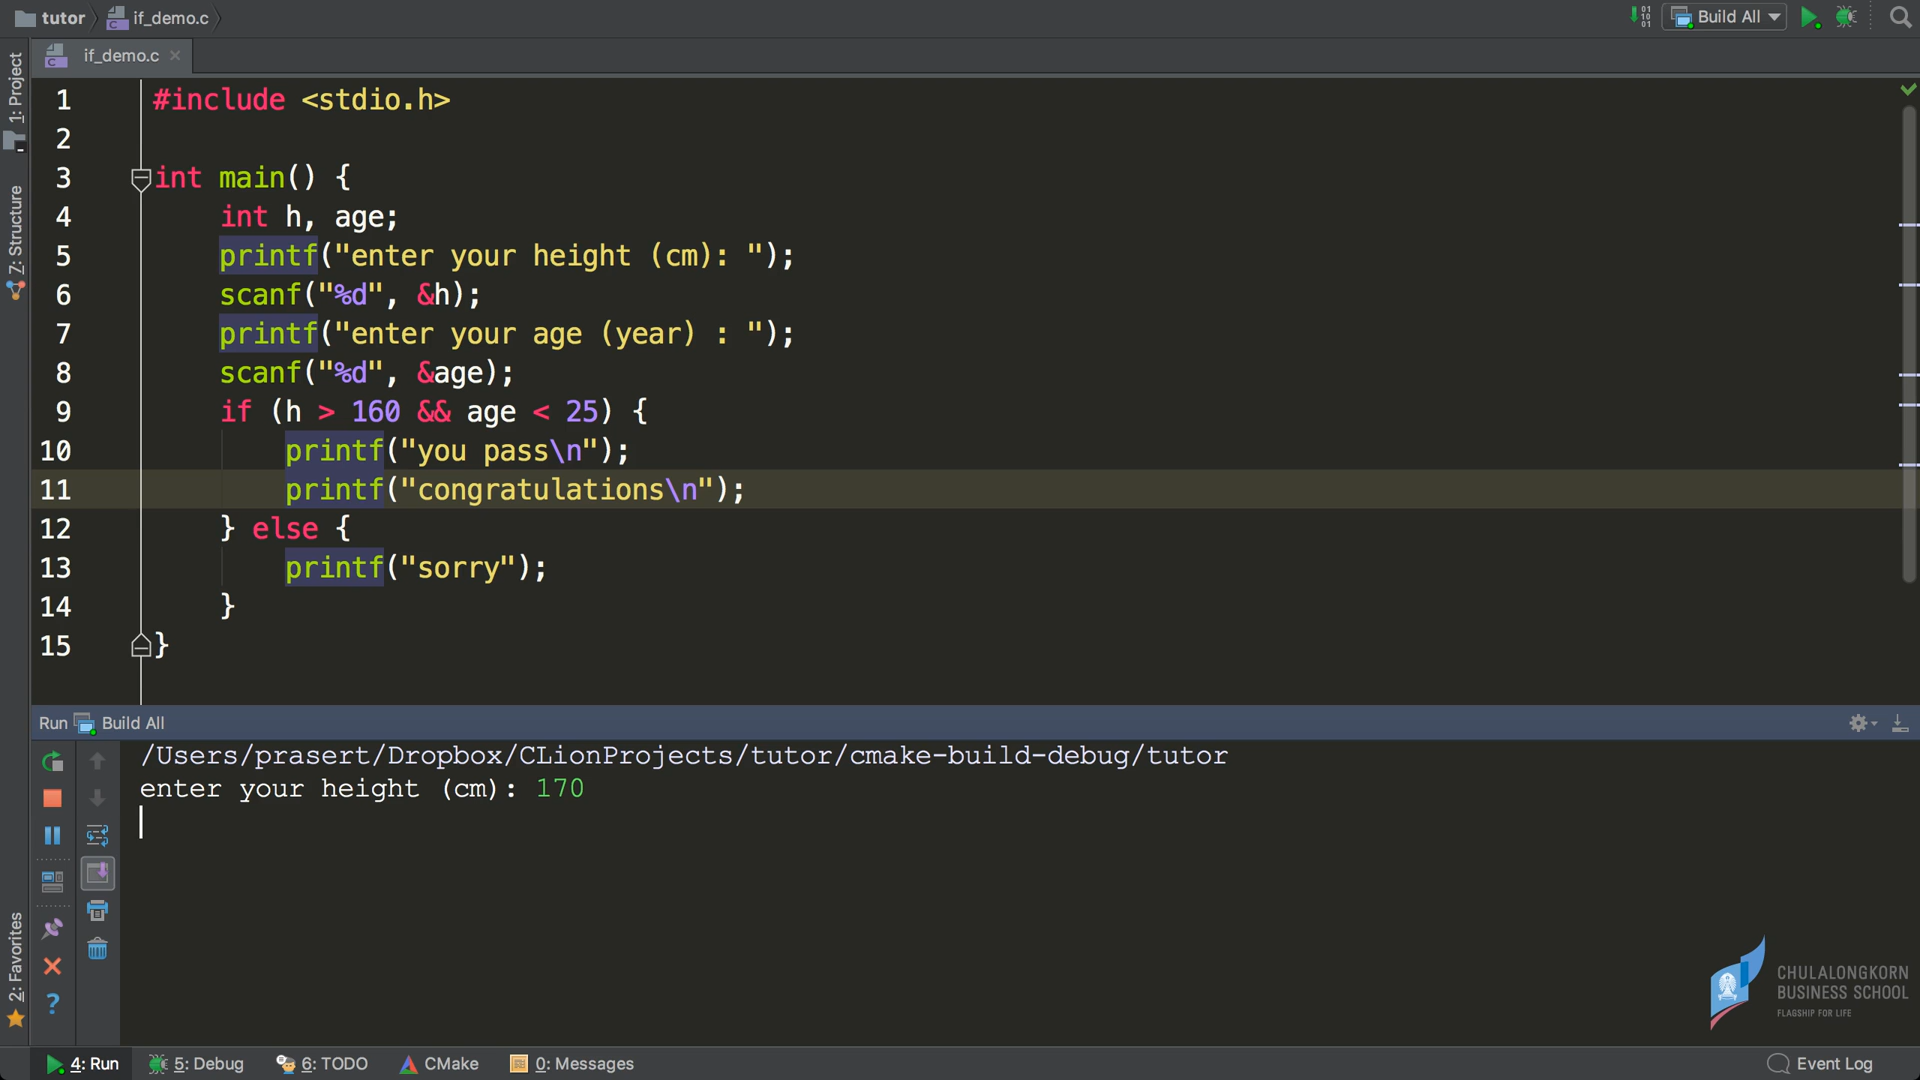 tutor if_demo.c Build All
if_demo.c
1: Project
7: Structure
2: Favorites
1 #include <stdio.h>
2
3 int main() {
4     int h, age;
5     printf("enter your height (cm): ");
6     scanf("%d", &h);
7     printf("enter your age (year) : ");
8     scanf("%d", &age);
9     if (h > 160 && age < 25) {
10         printf("you pass\n");
11         printf("congratulations\n");
12     } else {
13         printf("sorry");
14     }
15 }
Run Build All
/Users/prasert/Dropbox/CLionProjects/tutor/cmake-build-debug/tutor
enter your height (cm): 170
CHULALONGKORN
BUSINESS SCHOOL
FLAGSHIP FOR LIFE
4: Run 5: Debug 6: TODO CMake 0: Messages Event Log